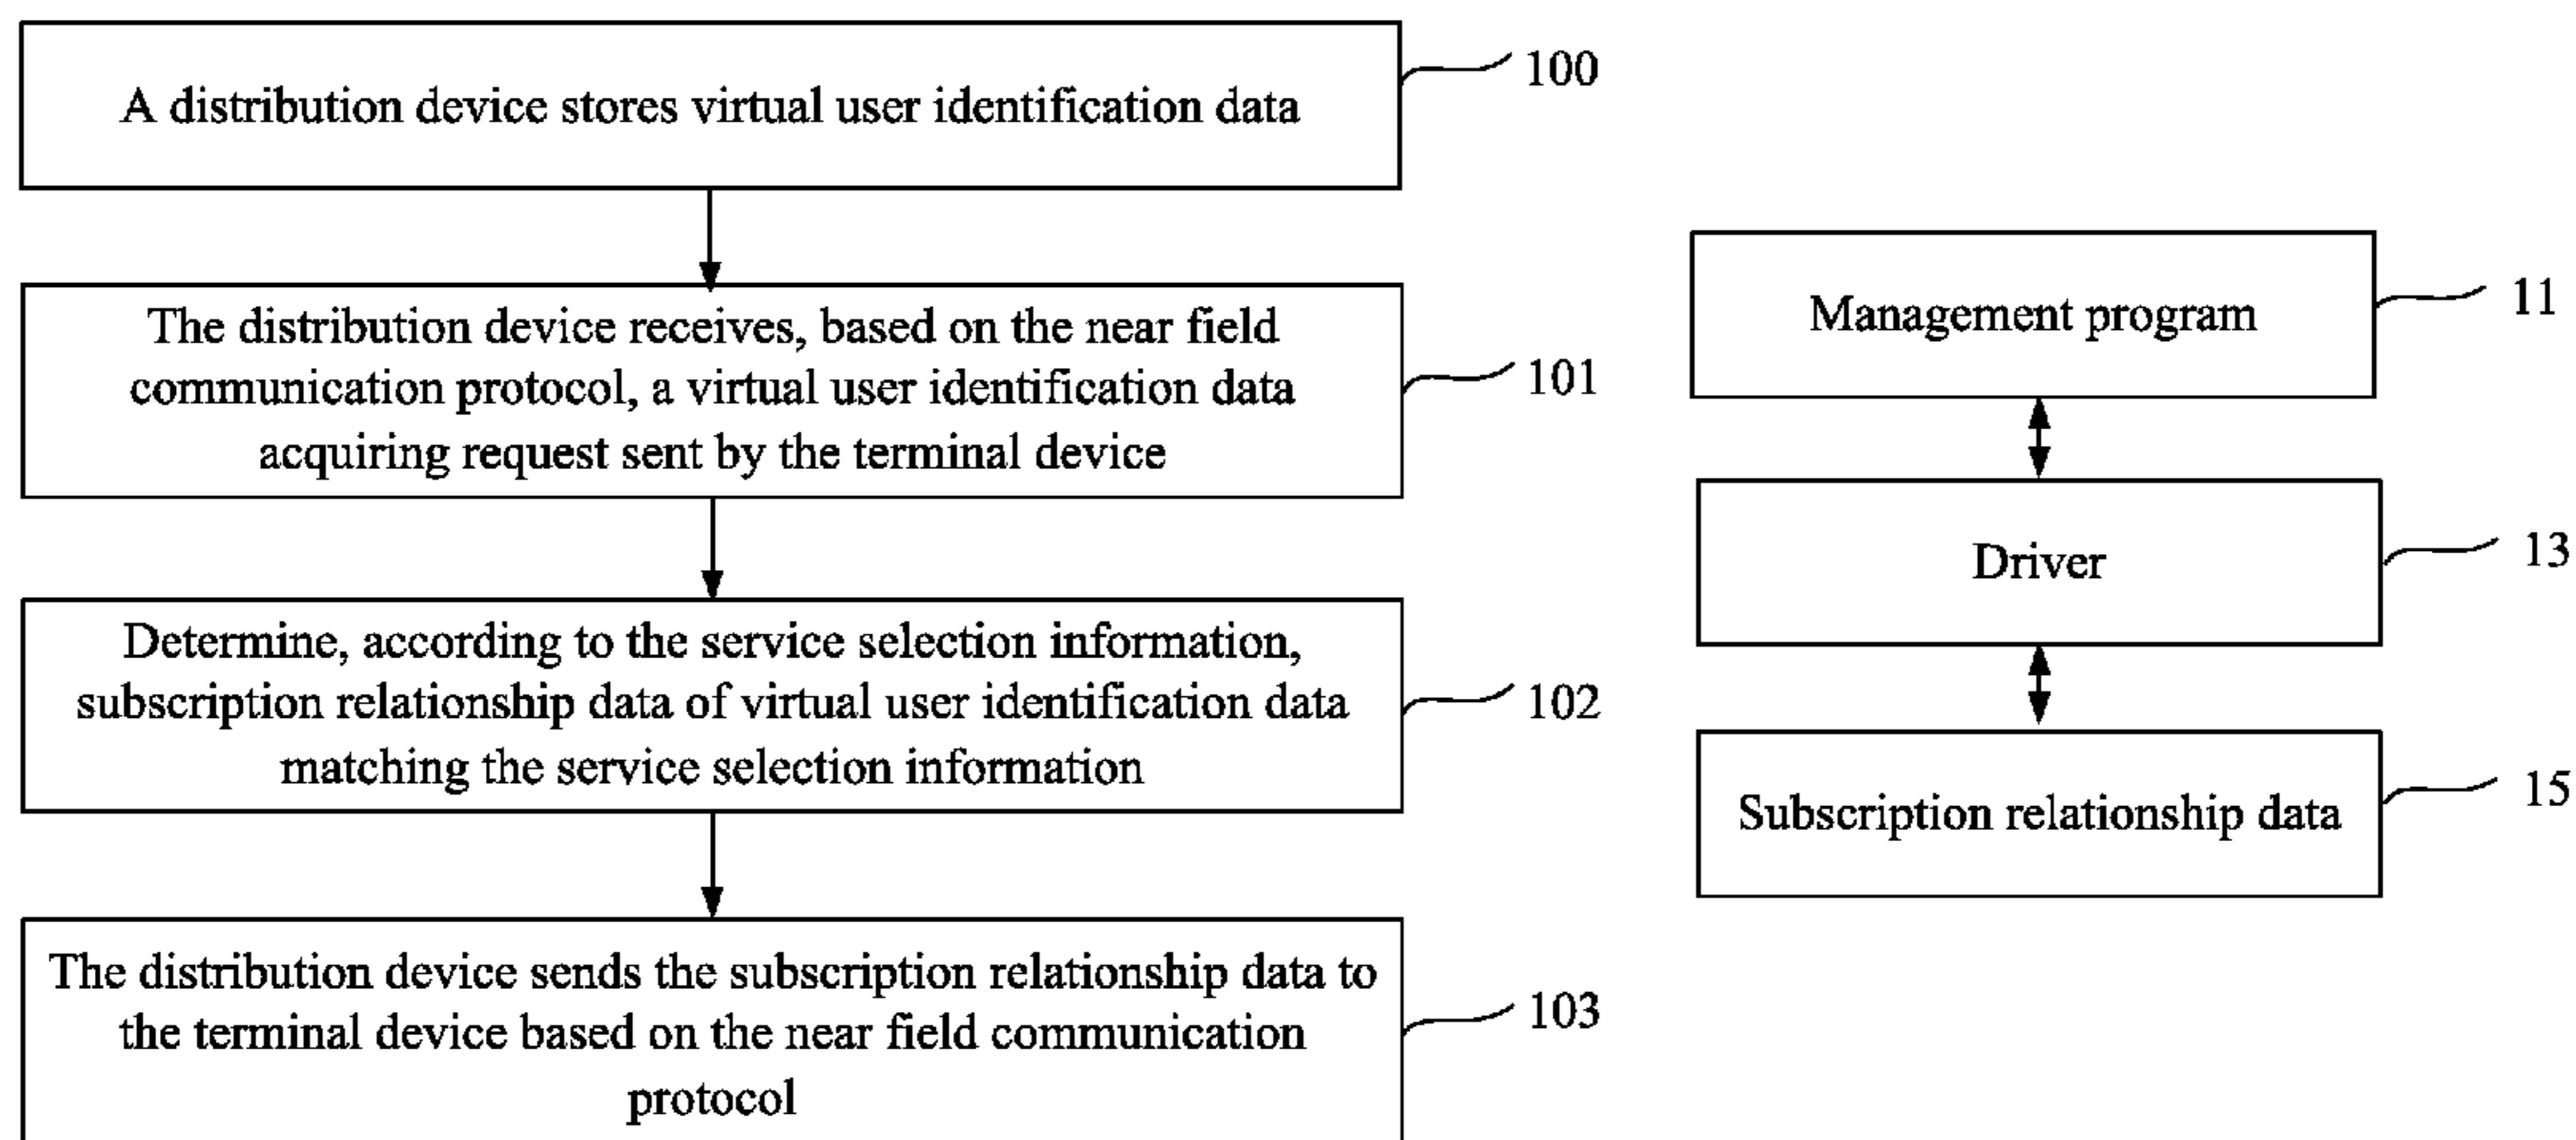 A distribution device stores virtual user identification data
100
The distribution device receives, based on the near field
communication protocol, a virtual user identification data
acquiring request sent by the terminal device
101
Determine, according to the service selection information,
subscription relationship data of virtual user identification data
matching the service selection information
102
The distribution device sends the subscription relationship data to
the terminal device based on the near field communication
protocol
103
Management program
11
Driver
13
Subscription relationship data
15